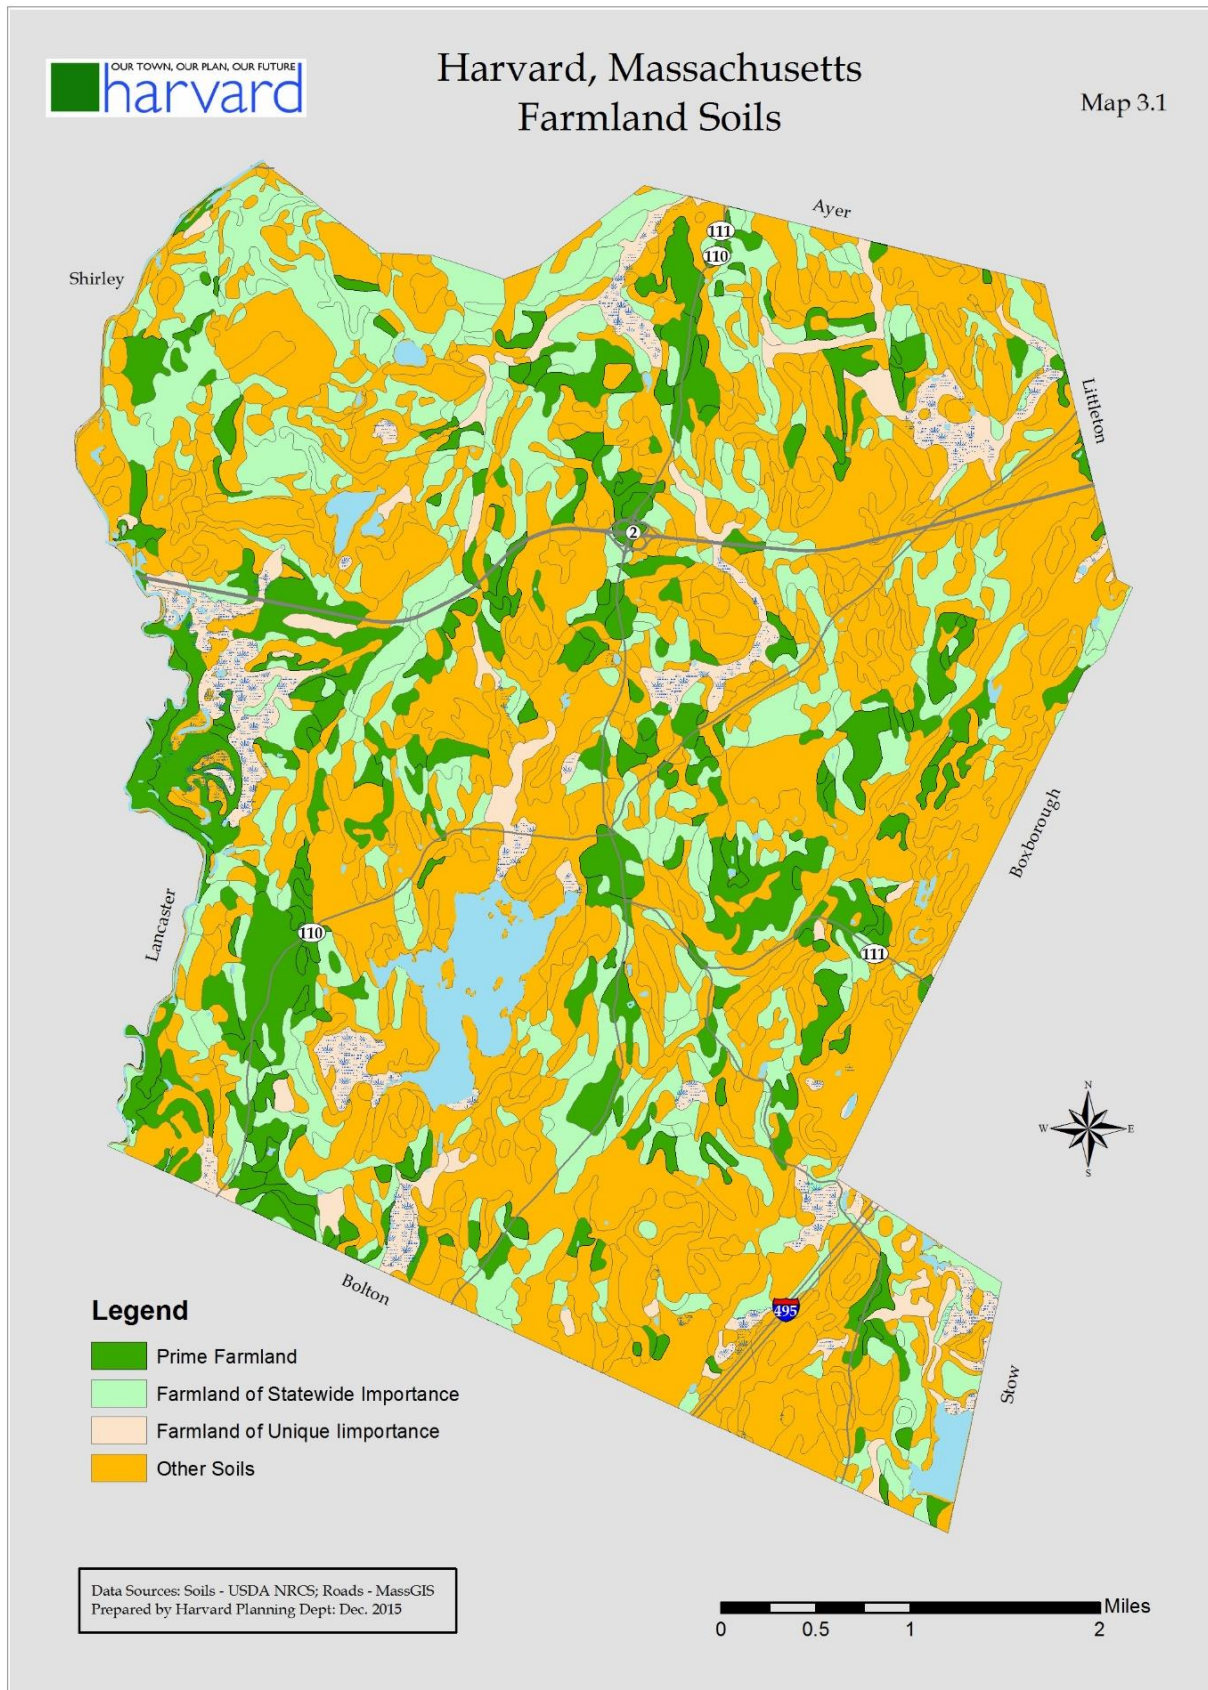 OUR TOWN, OUR PLAN, OUR FUTURE
harvard
Harvard, Massachusetts
Farmland Soils
Map 3.1
Ayer
111
110
Shirley
Littleton
2
Boxborough
Lancaster
110
111
N
W
E
S
Bolton
495
Stow
Legend
Prime Farmland
Farmland of Statewide Importance
Farmland of Unique Iimportance
Other Soils
Data Sources: Soils - USDA NRCS; Roads - MassGIS
Prepared by Harvard Planning Dept: Dec. 2015
Miles
0 0.5 1 2